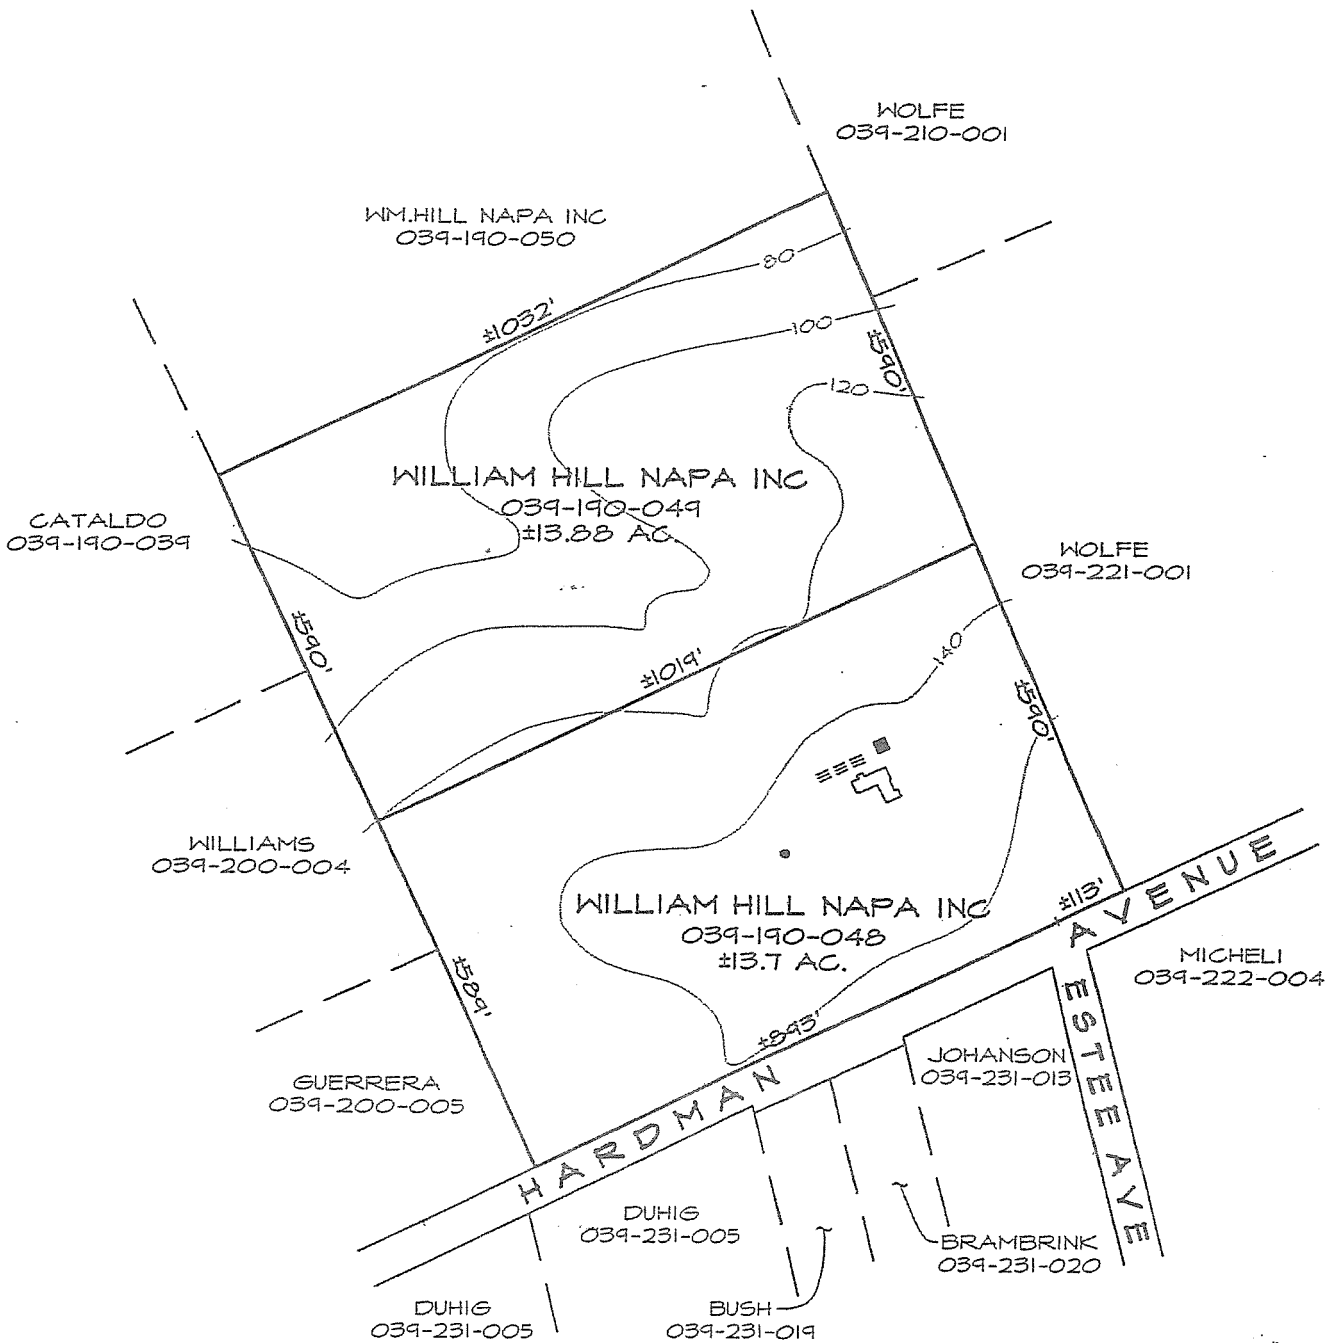 WOLFE
039-210-001
WM.HILL NAPA INC
039-190-050
80
±1032'
100
±590'
120
WILLIAM HILL NAPA INC
039-190-049
±13.88 AC.
CATALDO
039-190-039
WOLFE
039-221-001
±590'
140
±1019'
±590'
WILLIAMS
039-200-004
WILLIAM HILL NAPA INC
039-190-048
±13.7 AC.
±113'
HARDMAN AVENUE
MICHELI
039-222-004
±589'
±893'
ESTEE AVE
JOHANSON
039-231-013
GUERRERA
039-200-005
DUHIG
039-231-005
BRAMBRINK
039-231-020
DUHIG
039-231-005
BUSH
039-231-019